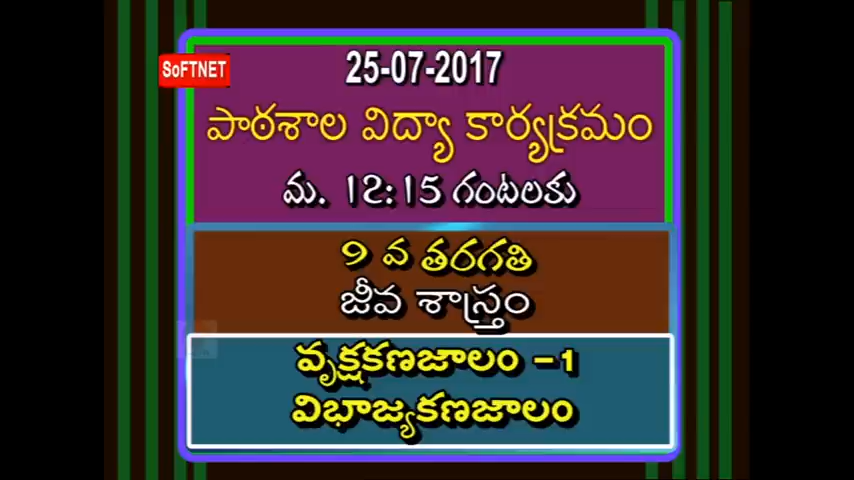 SoFTNET
25-07-2017
పాఠశాల విద్యా కార్యక్రమం
మ. 12:15 గంటలకు
9 వ తరగతి
జీవ శాస్త్రం
వృక్షకణజాలం -1
విభాజ్యకణజాలం